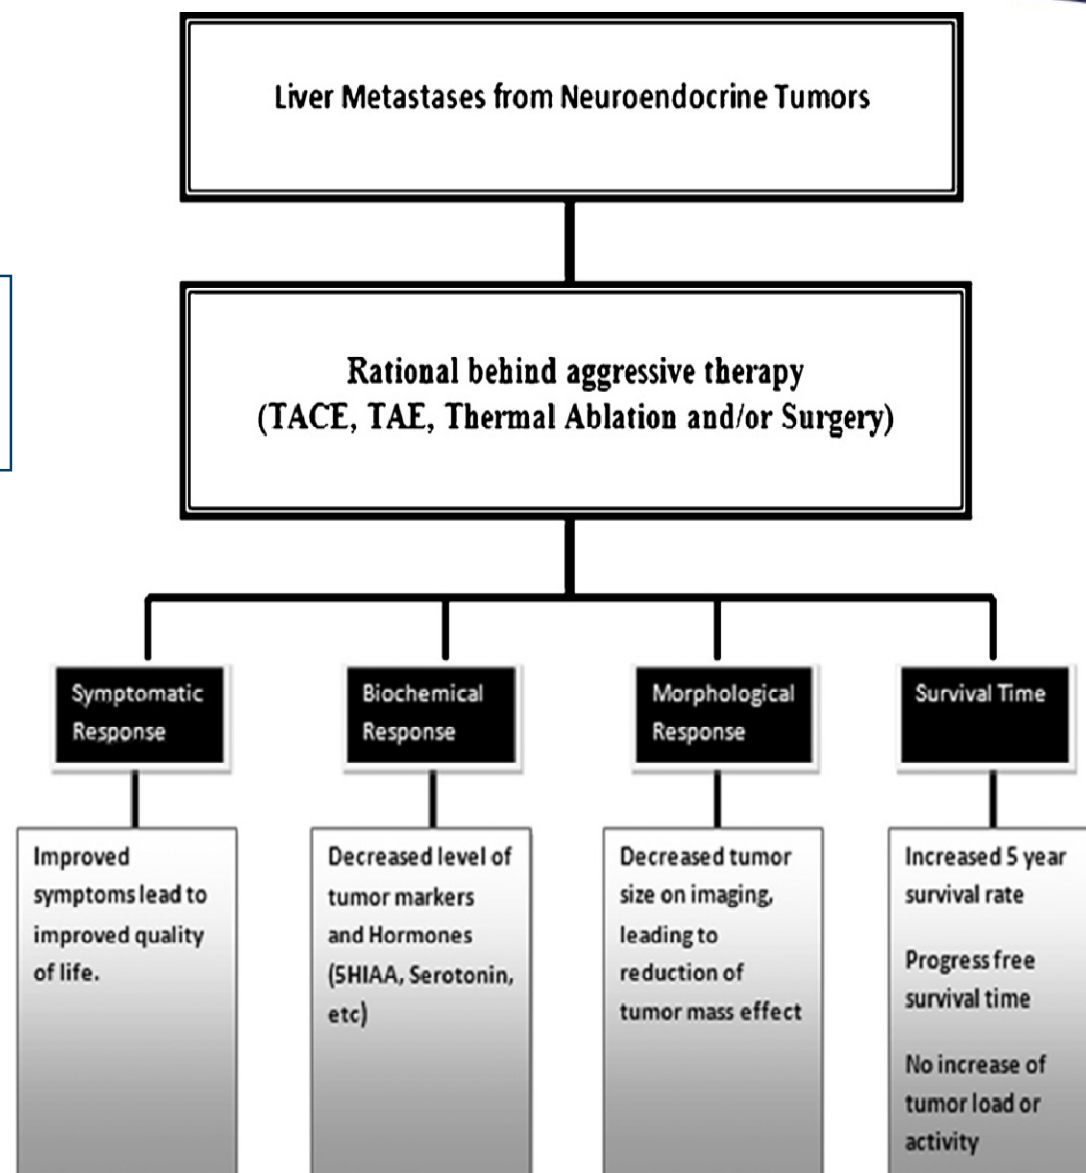 Liver Metastases from Neuroendocrine Tumors
Rational behind aggressive therapy
(TACE, TAE, Thermal Ablation and/or Surgery)
Symptomatic
Response
Biochemical
Response
Morphological
Response
Survival Time
Improved
symptoms lead to
improved quality
of life.
Decreased level of
tumor markers
and Hormones
(5HIAA, Serotonin,
etc)
Decreased tumor
size on imaging,
leading to
reduction of
tumor mass effect
Increased 5 year
survival rate
Progress free
survival time
No increase of
tumor load or
activity